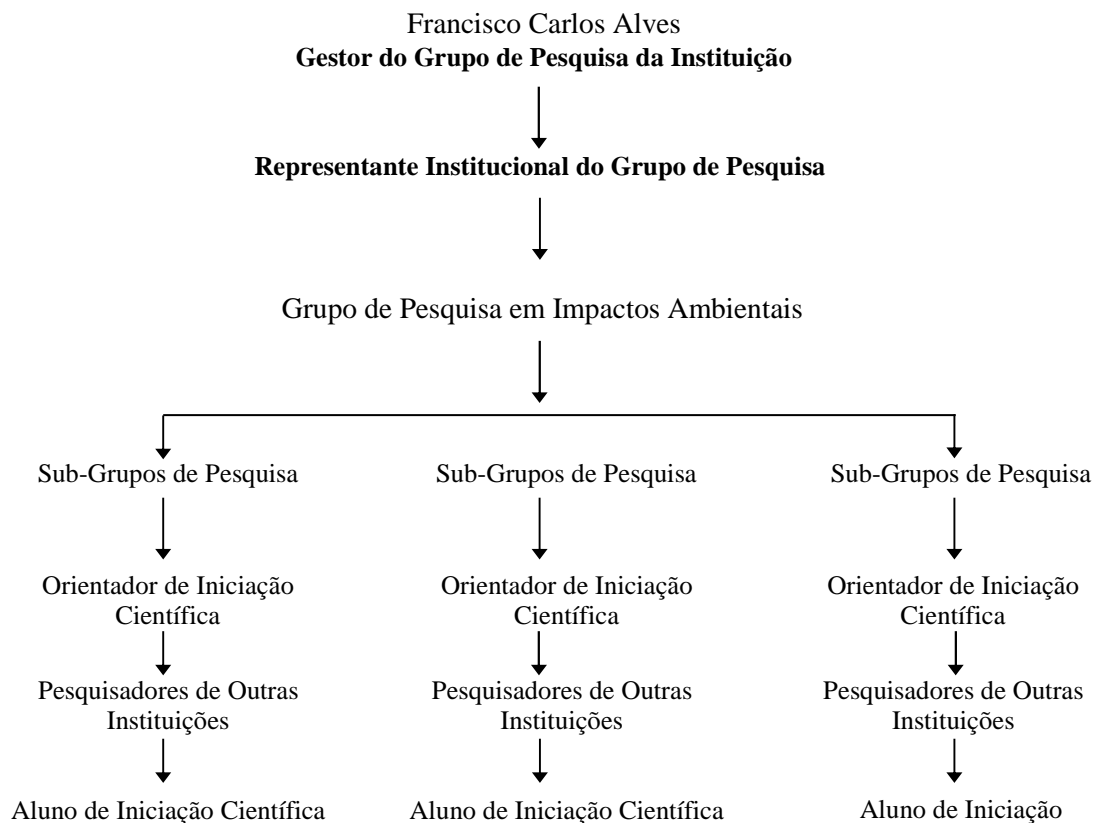 Francisco Carlos Alves
Gestor do Grupo de Pesquisa da Instituição
Representante Institucional do Grupo de Pesquisa
Grupo de Pesquisa em Impactos Ambientais
Sub-Grupos de Pesquisa
Sub-Grupos de Pesquisa
Sub-Grupos de Pesquisa
Orientador de Iniciação
Científica
Orientador de Iniciação
Científica
Orientador de Iniciação
Científica
Pesquisadores de Outras
Instituições
Pesquisadores de Outras
Instituições
Pesquisadores de Outras
Instituições
Aluno de Iniciação Científica
Aluno de Iniciação Científica
Aluno de Iniciação